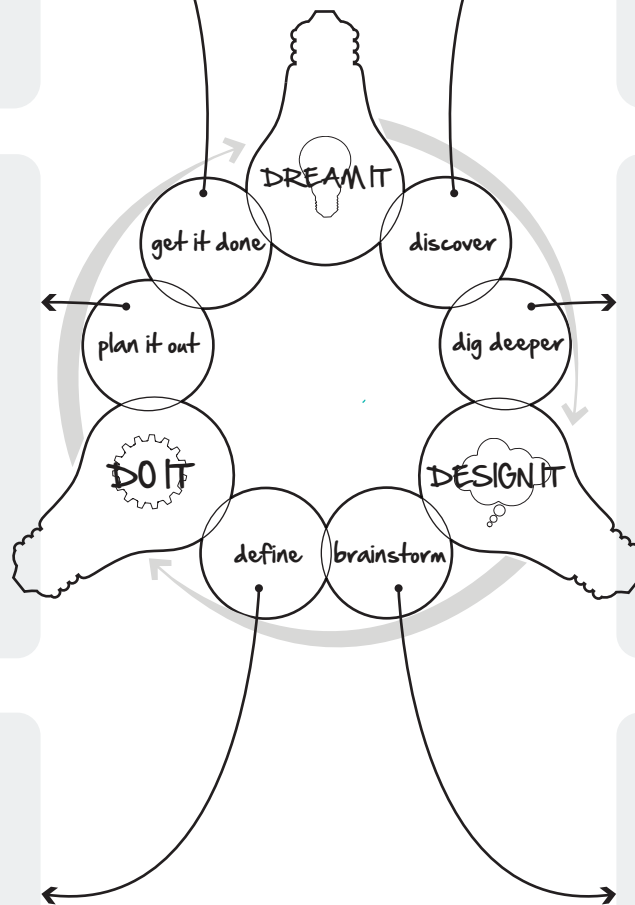 DREAM IT
get it done
discover
plan it out
dig deeper
DO IT
DESIGN IT
define
brainstorm